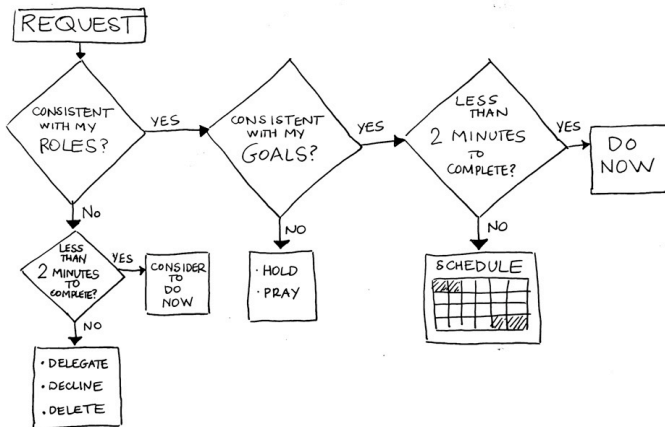 REQUEST
CONSISTENT
WITH MY
ROLES?
YES
CONSISTENT
WITH MY
GOALS?
YES
LESS
THAN
2 MINUTES
TO
COMPLETE?
YES
DO
NOW
NO
NO
NO
LESS
THAN
2 MINUTES
TO
COMPLETE?
YES
CONSIDER
TO
DO
NOW
· HOLD
· PRAY
SCHEDULE
NO
· DELEGATE
· DECLINE
· DELETE